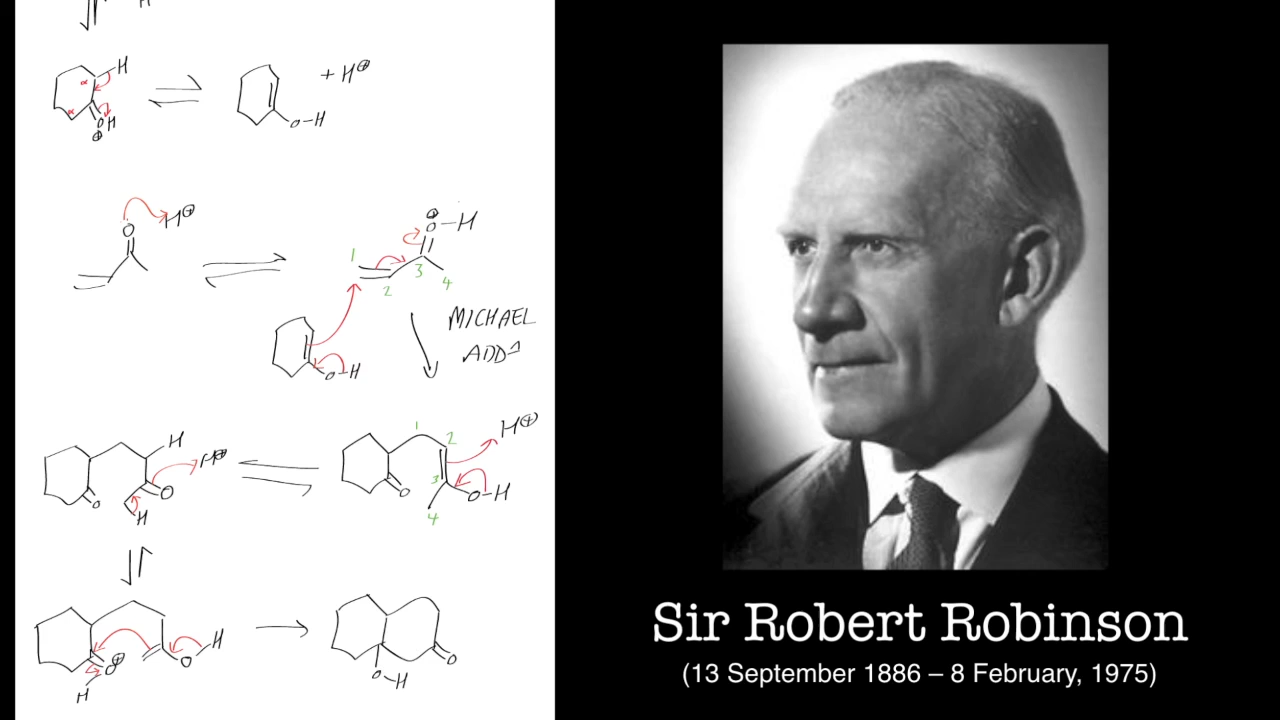 H
H
α
α
O H
⊕
O-H
+ H⊕
O
H⊕
⊕
O-H
1
2
3
4
O-H
MICHAEL
ADDⁿ
H
H⊕
O
O
H
1
2
H⊕
3
O
O-H
4
H
O
O⊕
H
O
O-H
Sir Robert Robinson
(13 September 1886 – 8 February, 1975)